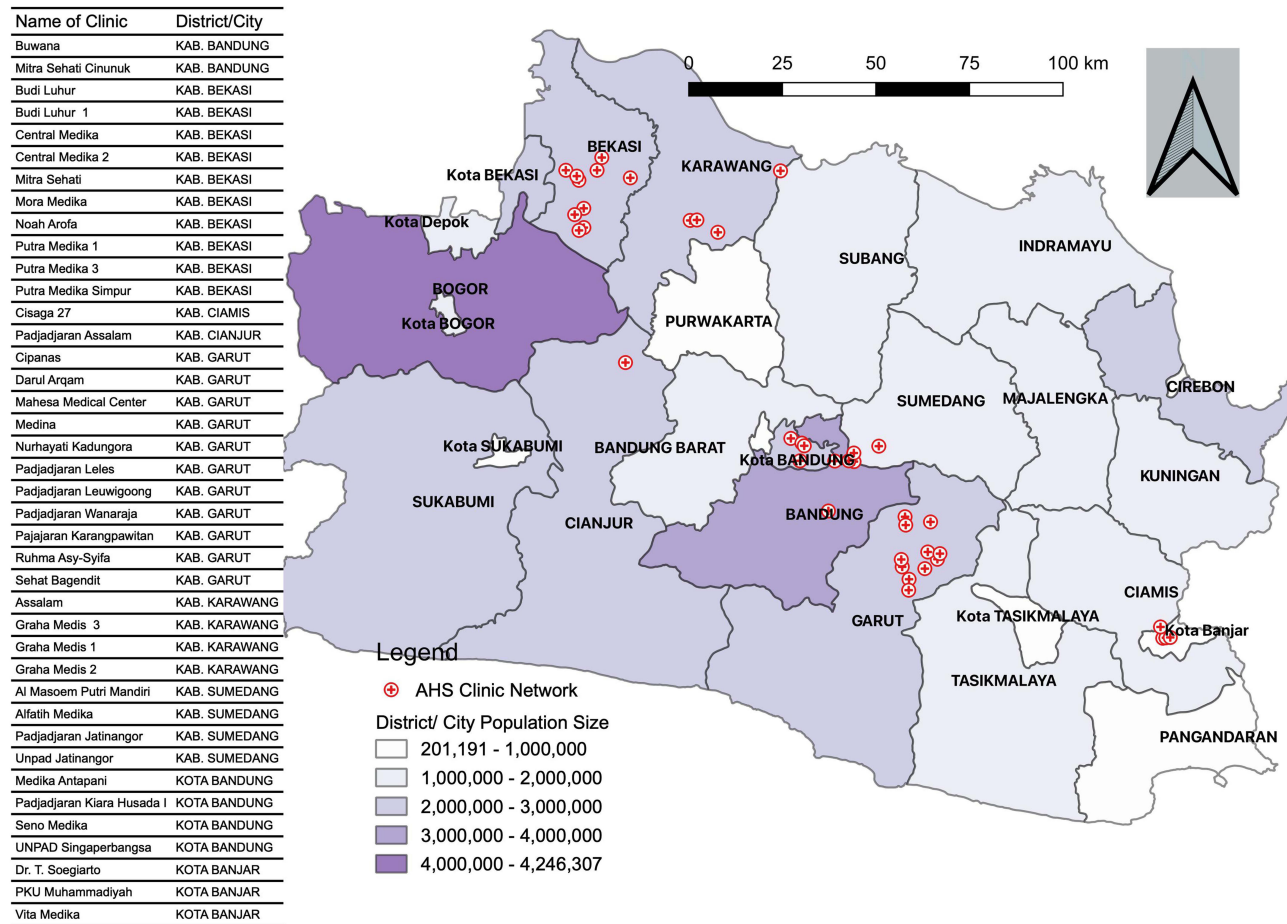 Name of Clinic District/City
Buwana KAB. BANDUNG
Mitra Sehati Cinunuk KAB. BANDUNG
Budi Luhur KAB. BEKASI
Budi Luhur 1 KAB. BEKASI
Central Medika KAB. BEKASI
Central Medika 2 KAB. BEKASI
Mitra Sehati KAB. BEKASI
Mora Medika KAB. BEKASI
Noah Arofa KAB. BEKASI
Putra Medika 1 KAB. BEKASI
Putra Medika 3 KAB. BEKASI
Putra Medika Simpur KAB. BEKASI
Cisaga 27 KAB. CIAMIS
Padjadjaran Assalam KAB. CIANJUR
Cipanas KAB. GARUT
Darul Arqam KAB. GARUT
Mahesa Medical Center KAB. GARUT
Medina KAB. GARUT
Nurhayati Kadungora KAB. GARUT
Padjadjaran Leles KAB. GARUT
Padjadjaran Leuwigoong KAB. GARUT
Padjadjaran Wanaraja KAB. GARUT
Pajajaran Karangpawitan KAB. GARUT
Ruhma Asy-Syifa KAB. GARUT
Sehat Bagendit KAB. GARUT
Assalam KAB. KARAWANG
Graha Medis 3 KAB. KARAWANG
Graha Medis 1 KAB. KARAWANG
Graha Medis 2 KAB. KARAWANG
Al Masoem Putri Mandiri KAB. SUMEDANG
Alfatih Medika KAB. SUMEDANG
Padjadjaran Jatinangor KAB. SUMEDANG
Unpad Jatinangor KAB. SUMEDANG
Medika Antapani KOTA BANDUNG
Padjadjaran Kiara Husada I KOTA BANDUNG
Seno Medika KOTA BANDUNG
UNPAD Singaperbangsa KOTA BANDUNG
Dr. T. Soegiarto KOTA BANJAR
PKU Muhammadiyah KOTA BANJAR
Vita Medika KOTA BANJAR
0 25 50 75 100 km
BEKASI
Kota BEKASI
KARAWANG
Kota Depok
INDRAMAYU
SUBANG
BOGOR
Kota BOGOR
PURWAKARTA
CIREBON
MAJALENGKA
SUMEDANG
Kota SUKABUMI
BANDUNG BARAT
Kota BANDUNG
KUNINGAN
SUKABUMI
CIANJUR
BANDUNG
CIAMIS
GARUT
Kota TASIKMALAYA
Kota Banjar
TASIKMALAYA
PANGANDARAN
Legend
AHS Clinic Network
District/ City Population Size
201,191 - 1,000,000
1,000,000 - 2,000,000
2,000,000 - 3,000,000
3,000,000 - 4,000,000
4,000,000 - 4,246,307